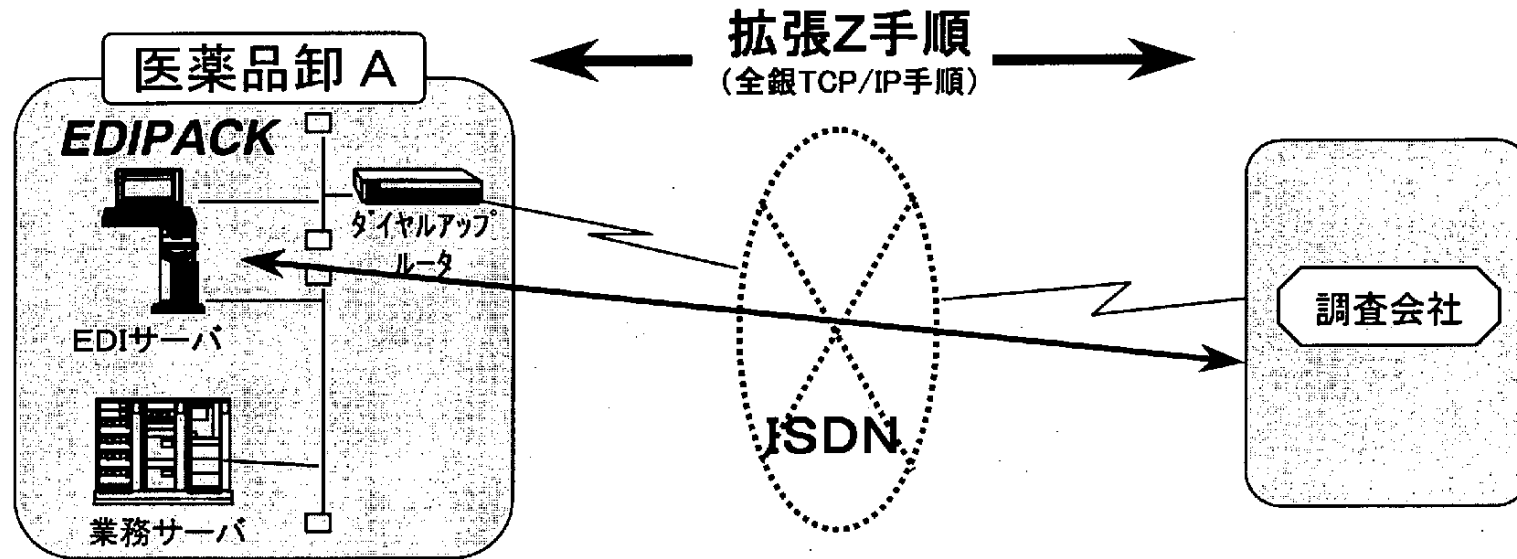 拡張Z手順
(全銀TCP/IP手順)
医薬品卸 A
EDIPACK
ダイヤルアップ
ルータ
EDIサーバ
業務サーバ
ISDN
調査会社